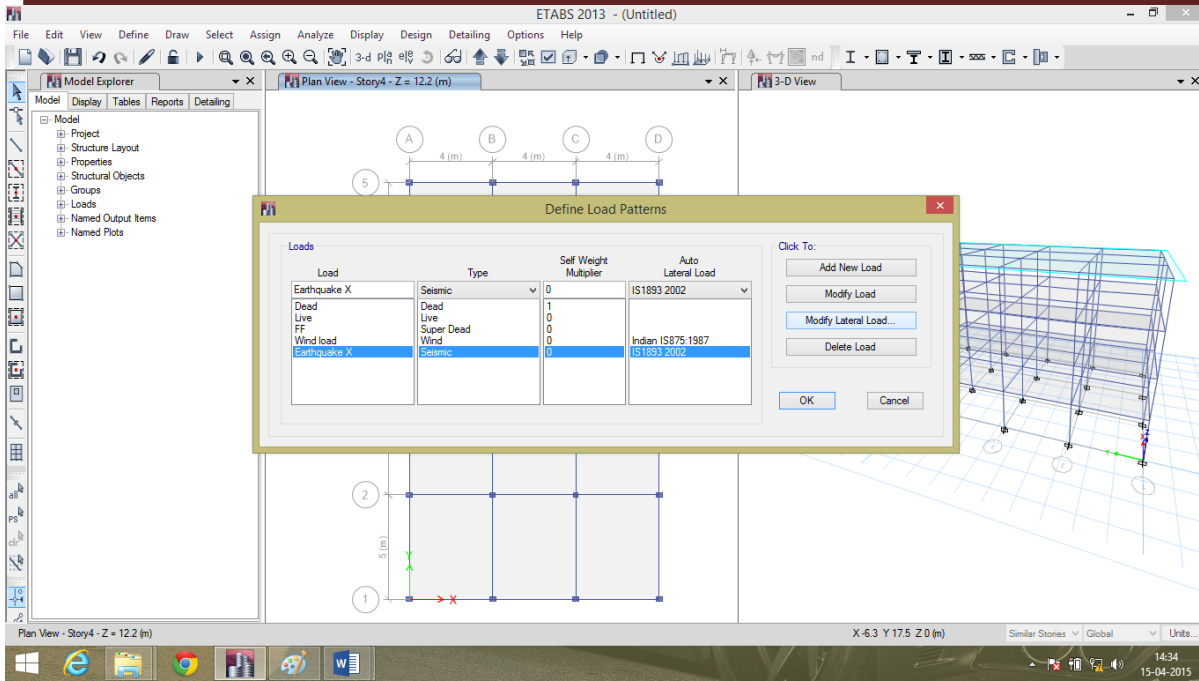 ETABS 2013 - (Untitled)
File Edit View Define Draw Select Assign Analyze Display Design Detailing Options Help
3-d plạ elẹ nd
Model Explorer
Plan View - Story4 - Z = 12.2 (m)
3-D View
Model Display Tables Reports Detailing
Model
Project
Structure Layout
Properties
Structural Objects
Groups
Loads
Named Output Items
Named Plots
A B C D
4 (m) 4 (m) 4 (m)
5
Define Load Patterns
Loads
Click To:
Load Type Self Weight Multiplier Auto Lateral Load
Earthquake X Seismic 0 IS1893 2002
Dead Dead 1
Live Live 0
FF Super Dead 0
Wind load Wind 0 Indian IS875:1987
Earthquake X Seismic 0 IS1893 2002
Add New Load
Modify Load
Modify Lateral Load...
Delete Load
OK Cancel
2
5 (m)
Y
1
X
all
PS
clr
Plan View - Story4 - Z = 12.2 (m)
X -6.3 Y 17.5 Z 0 (m)
Similar Stories Global Units...
14:34
15-04-2015